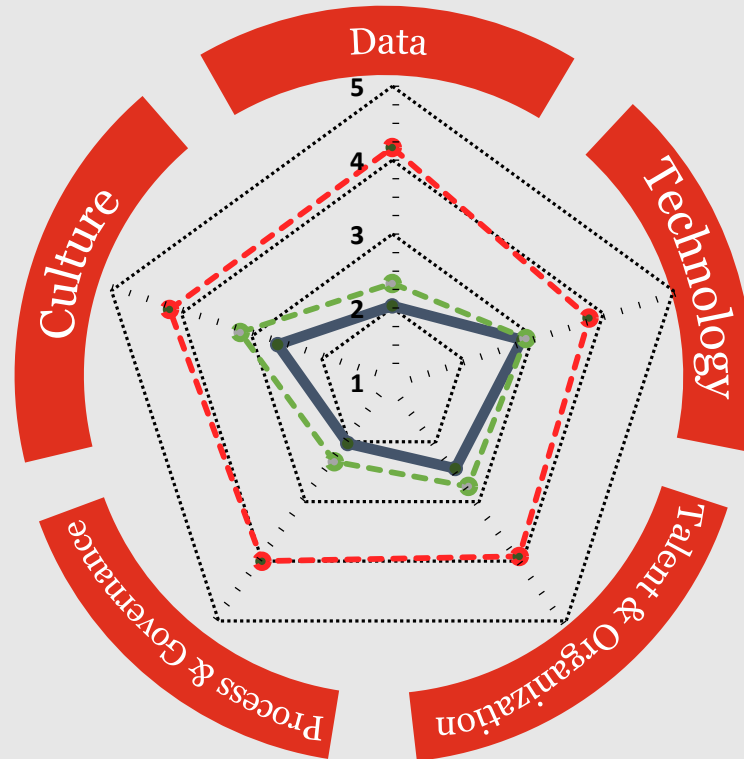 Data
Technology
Talent & Organization
Process & Governance
Culture
5
4
3
2
1